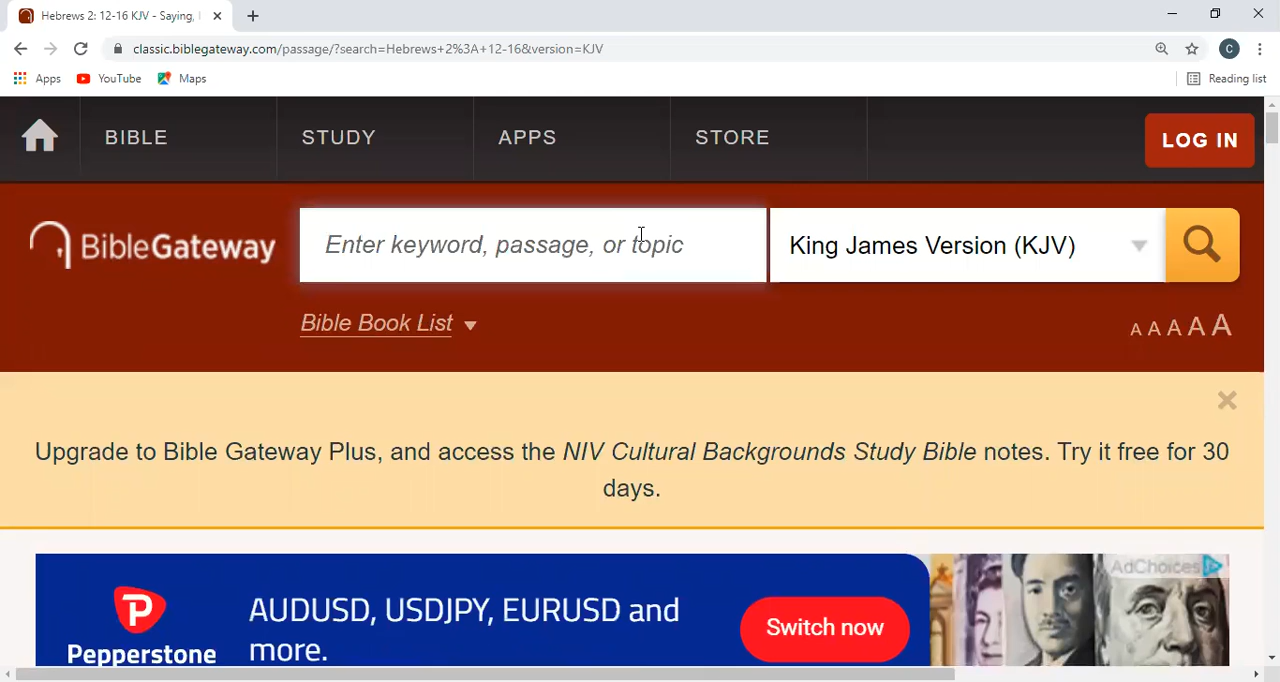 Hebrews 2: 12-16 KJV - Saying, I
classic.biblegateway.com/passage/?search=Hebrews+2%3A+12-16&version=KJV
C
Apps YouTube Maps Reading list
BIBLE STUDY APPS STORE LOG IN
BibleGateway Enter keyword, passage, or topic King James Version (KJV)
Bible Book List A A A A A
Upgrade to Bible Gateway Plus, and access the NIV Cultural Backgrounds Study Bible notes. Try it free for 30
days.
AdChoices
P
Pepperstone
AUDUSD, USDJPY, EURUSD and
more.
Switch now